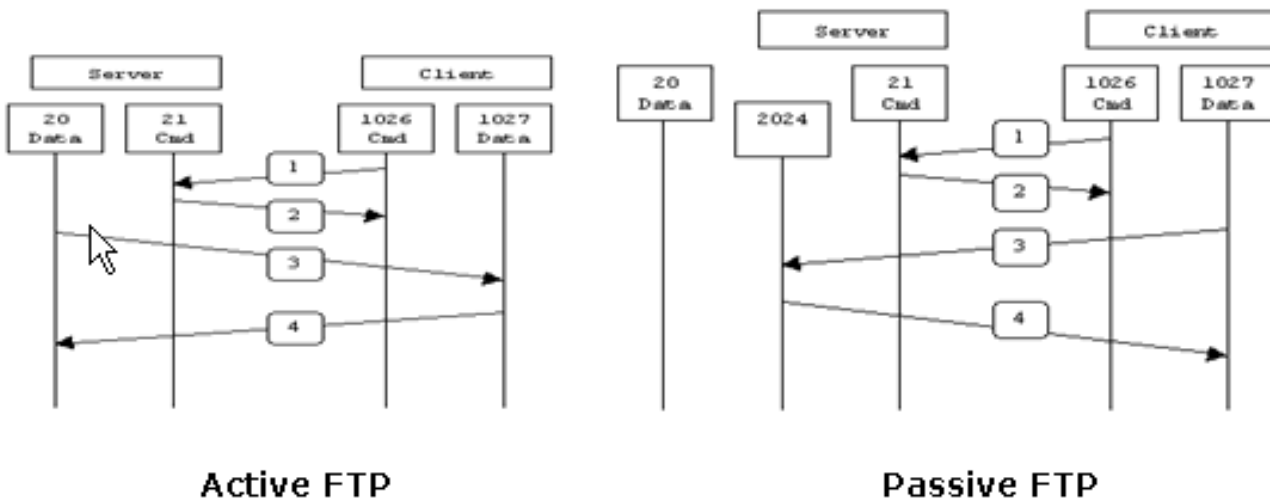 Server
Client
20
Data
21
Cmd
1026
Cmd
1027
Data
1
2
3
4
Active FTP
Server
Client
20
Data
2024
21
Cmd
1026
Cmd
1027
Data
1
2
3
4
Passive FTP